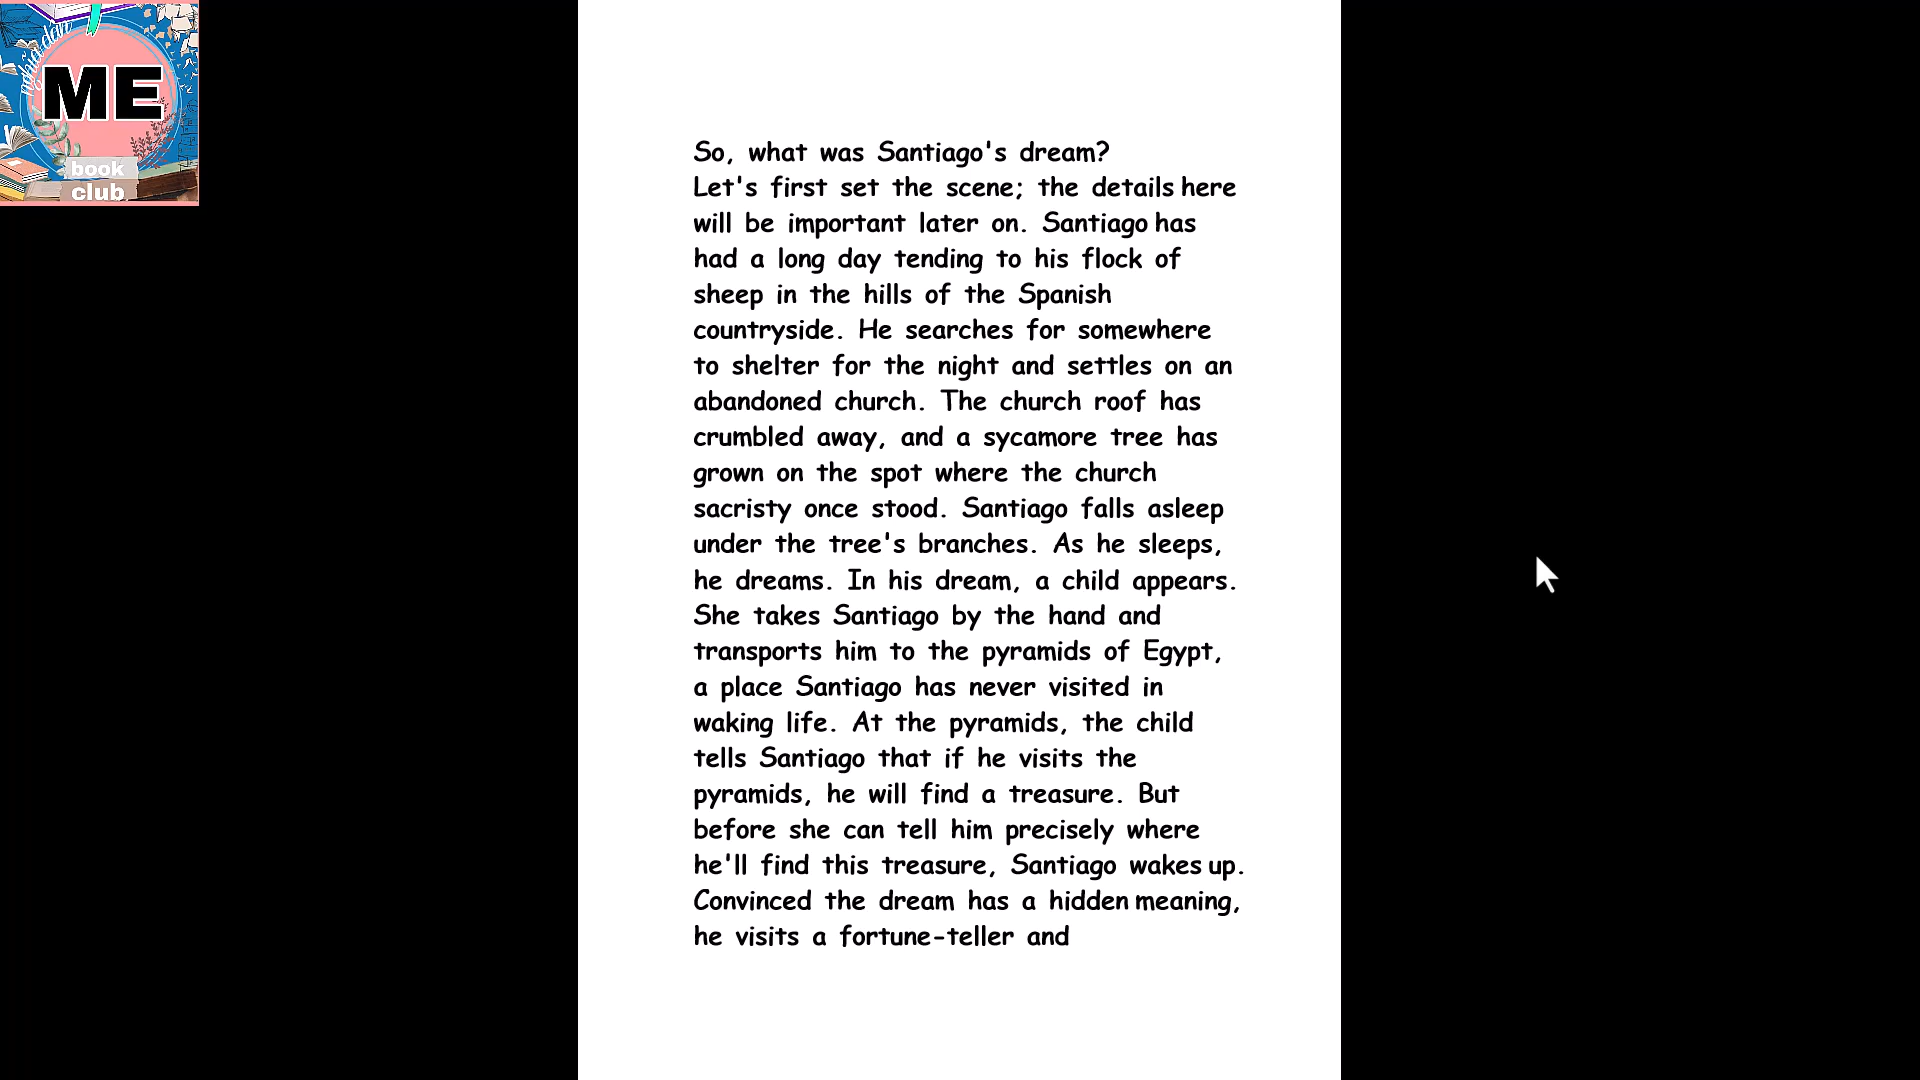 ME
book
club
So, what was Santiago's dream?
Let's first set the scene; the details here
will be important later on. Santiago has
had a long day tending to his flock of
sheep in the hills of the Spanish
countryside. He searches for somewhere
to shelter for the night and settles on an
abandoned church. The church roof has
crumbled away, and a sycamore tree has
grown on the spot where the church
sacristy once stood. Santiago falls asleep
under the tree's branches. As he sleeps,
he dreams. In his dream, a child appears.
She takes Santiago by the hand and
transports him to the pyramids of Egypt,
a place Santiago has never visited in
waking life. At the pyramids, the child
tells Santiago that if he visits the
pyramids, he will find a treasure. But
before she can tell him precisely where
he'll find this treasure, Santiago wakes up.
Convinced the dream has a hidden meaning,
he visits a fortune-teller and